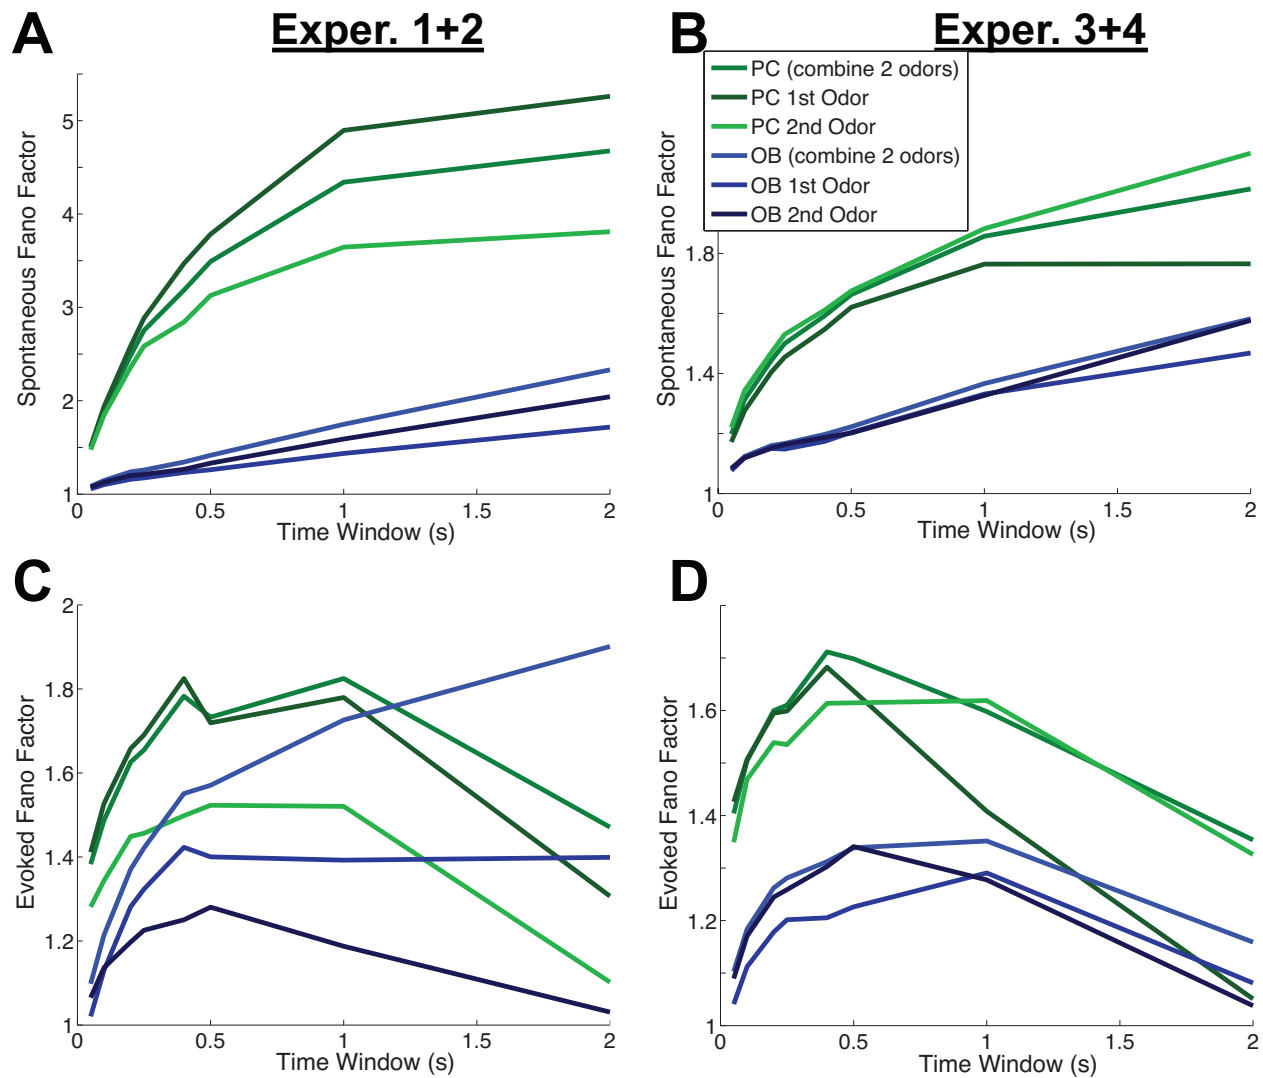 A
Exper. 1+2
B
Exper. 3+4
PC (combine 2 odors)
PC 1st Odor
PC 2nd Odor
OB (combine 2 odors)
OB 1st Odor
OB 2nd Odor
Spontaneous Fano Factor
5
4
3
2
1
0
0.5
1
1.5
2
Time Window (s)
Spontaneous Fano Factor
1.8
1.4
1
0
0.5
1
1.5
2
Time Window (s)
C
Evoked Fano Factor
2
1.8
1.6
1.4
1.2
1
0
0.5
1
1.5
2
Time Window (s)
D
Evoked Fano Factor
1.6
1.4
1.2
1
0
0.5
1
1.5
2
Time Window (s)